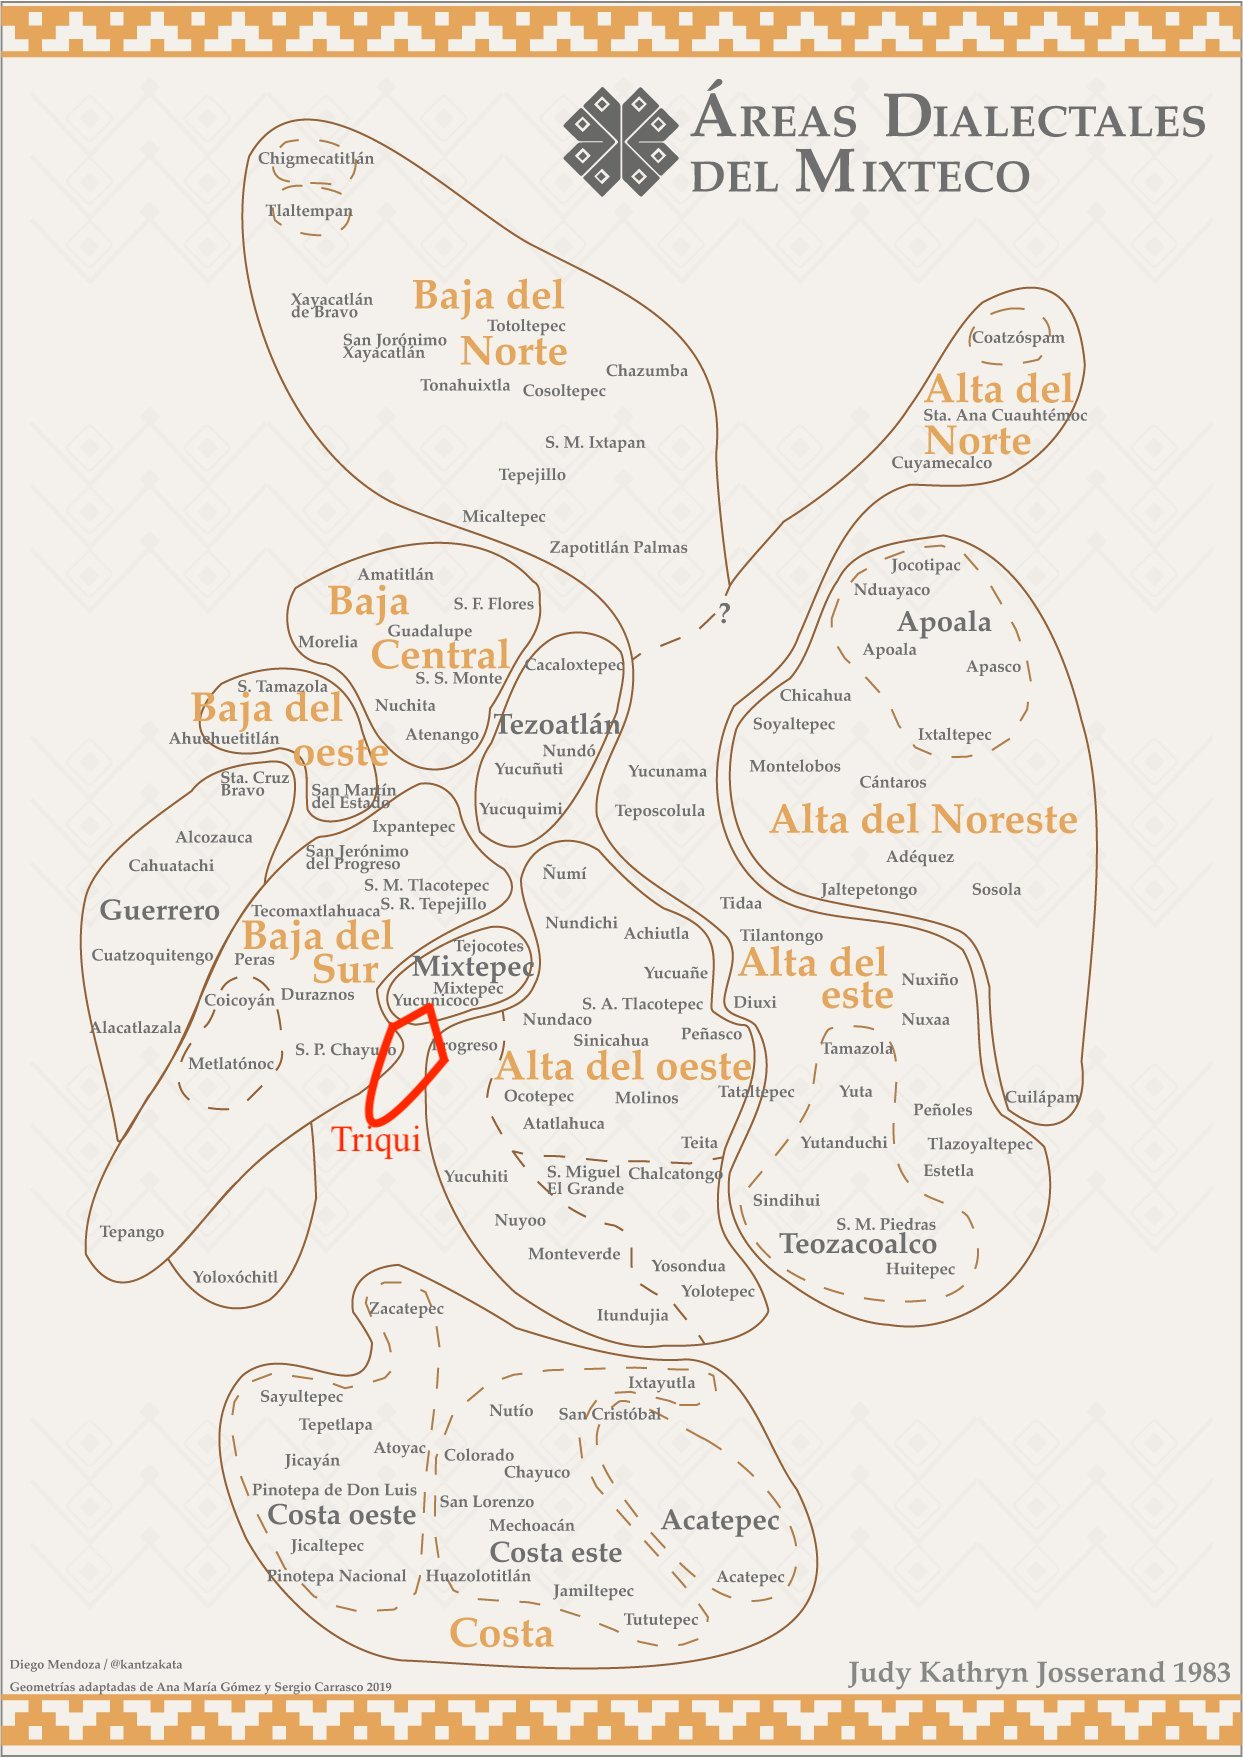 ÁREAS DIALECTALES
DEL MIXTECO
Chigmecatitlán
Tlaltempan
Xayacatlán
de Bravo
Baja del
Norte
Totoltepec
San Jorónimo
Xayacatlán
Tonahuixtla
Cosoltepec
Chazumba
S. M. Ixtapan
Tepejillo
Micaltepec
Zapotitlán Palmas
Coatzóspam
Alta del
Norte
Sta. Ana Cuauhtémoc
Cuyamecalco
?
Amatitlán
Baja
Central
S. F. Flores
Guadalupe
Morelia
S. S. Monte
Nuchita
Atenango
Cacaloxtepec
Tezoatlán
Nundó
Yucuñuti
Yucuquimi
S. Tamazola
Baja del
oeste
Ahuehuetitlán
San Martín
del Estado
Sta. Cruz
Bravo
Alcozauca
Cahuatachi
Guerrero
Cuatzoquitengo
Alacatlazala
Ixpantepec
San Jerónimo
del Progreso
S. M. Tlacotepec
S. R. Tepejillo
Tecomaxtlahuaca
Baja del
Sur
Peras
Coicoyán
Duraznos
Metlatónoc
S. P. Chayuco
Tepango
Yoloxóchitl
Tejocotes
Mixtepec
Mixtepec
Yucunicoco
Triqui
Progreso
Jocotipac
Nduayaco
Apoala
Apoala
Apasco
Ixtaltepec
Chicahua
Soyaltepec
Montelobos
Cántaros
Alta del Noreste
Adéquez
Jaltepetongo
Sosola
Cuilápam
Yucunama
Teposcolula
Tidaa
Tilantongo
Alta del
este
Nuxiño
Diuxi
Nuxaa
Tamazola
Yuta
Peñoles
Yutanduchi
Tlazoyaltepec
Estetla
Sindihui
S. M. Piedras
Teozacoalco
Huitepec
Ñumí
Nundichi
Achiutla
Yucuañe
S. A. Tlacotepec
Nundaco
Sinicahua
Peñasco
Alta del oeste
Ocotepec
Molinos
Tataltepec
Atatlahuca
Teita
Yucuhiti
S. Miguel
El Grande
Chalcatongo
Nuyoo
Monteverde
Yosondua
Yolotepec
Itundujia
Zacatepec
Sayultepec
Tepetlapa
Atoyac
Jicayán
Pinotepa de Don Luis
Costa oeste
Jicaltepec
Pinotepa Nacional
Ixtayutla
Nutío
San Cristóbal
Colorado
Chayuco
San Lorenzo
Mechoacán
Costa este
Huazolotitlán
Jamiltepec
Tututepec
Acatepec
Acatepec
Costa
Diego Mendoza / @kantzakata
Geometrías adaptadas de Ana María Gómez y Sergio Carrasco 2019
Judy Kathryn Josserand 1983